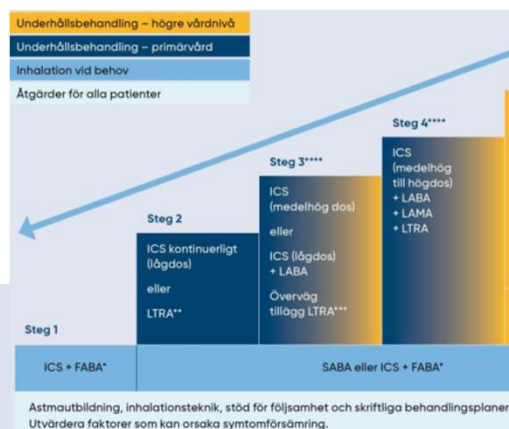 Underhållsbehandling – högre vårdnivå
Underhållsbehandling – primärvård
Inhalation vid behov
Åtgärder för alla patienter
Steg 1
ICS + FABA*
Steg 2
ICS kontinuerligt
(lågdos)
eller
LTRA**
Steg 3****
ICS
(medelhög dos)
eller
ICS (lågdos)
+ LABA
Överväg
tillägg LTRA***
Steg 4****
ICS
(medelhög
till högdos)
+ LABA
+ LAMA
+ LTRA
SABA eller ICS + FABA*
Astmautbildning, inhalationsteknik, stöd för följsamhet och skriftliga behandlingsplaner
Utvärdera faktorer som kan orsaka symtomförsämring.